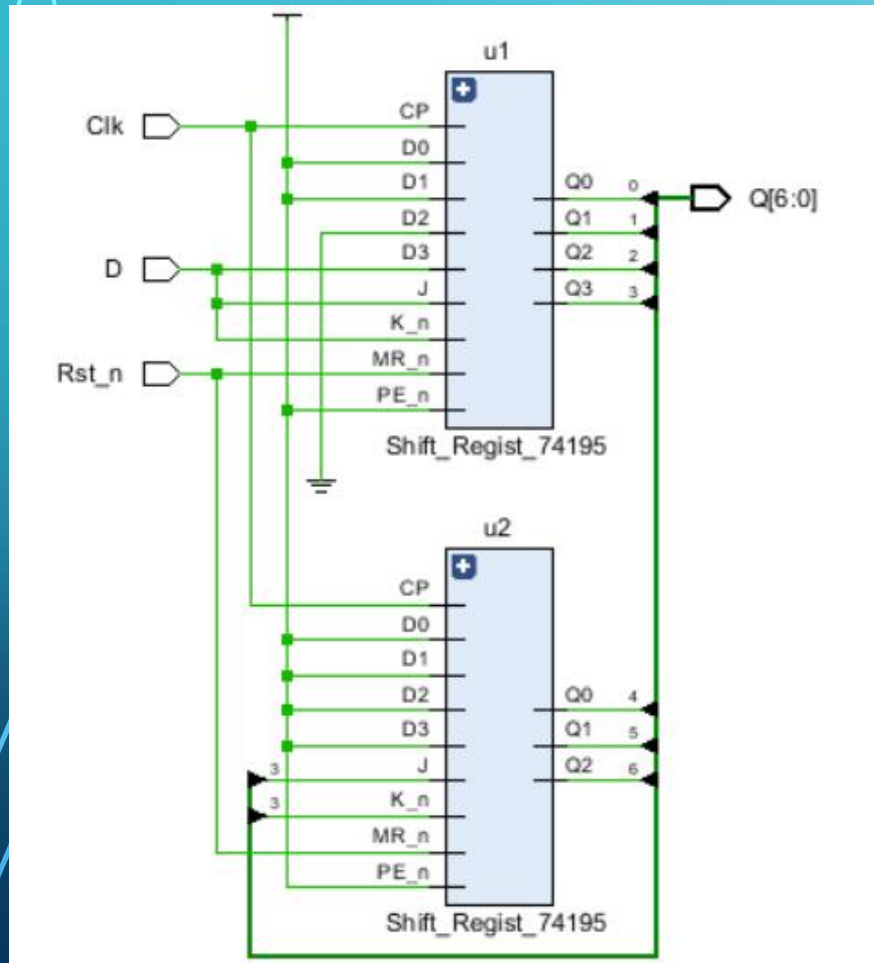 u1
Clk
CP
D0
D1
D2
D
D3
J
K_n
Rst_n
MR_n
PE_n
Q0 0
Q1 1
Q2 2
Q3 3
Q[6:0]
Shift_Regist_74195
u2
CP
D0
D1
D2
D3
3 J
3 K_n
MR_n
PE_n
Q0 4
Q1 5
Q2 6
Shift_Regist_74195